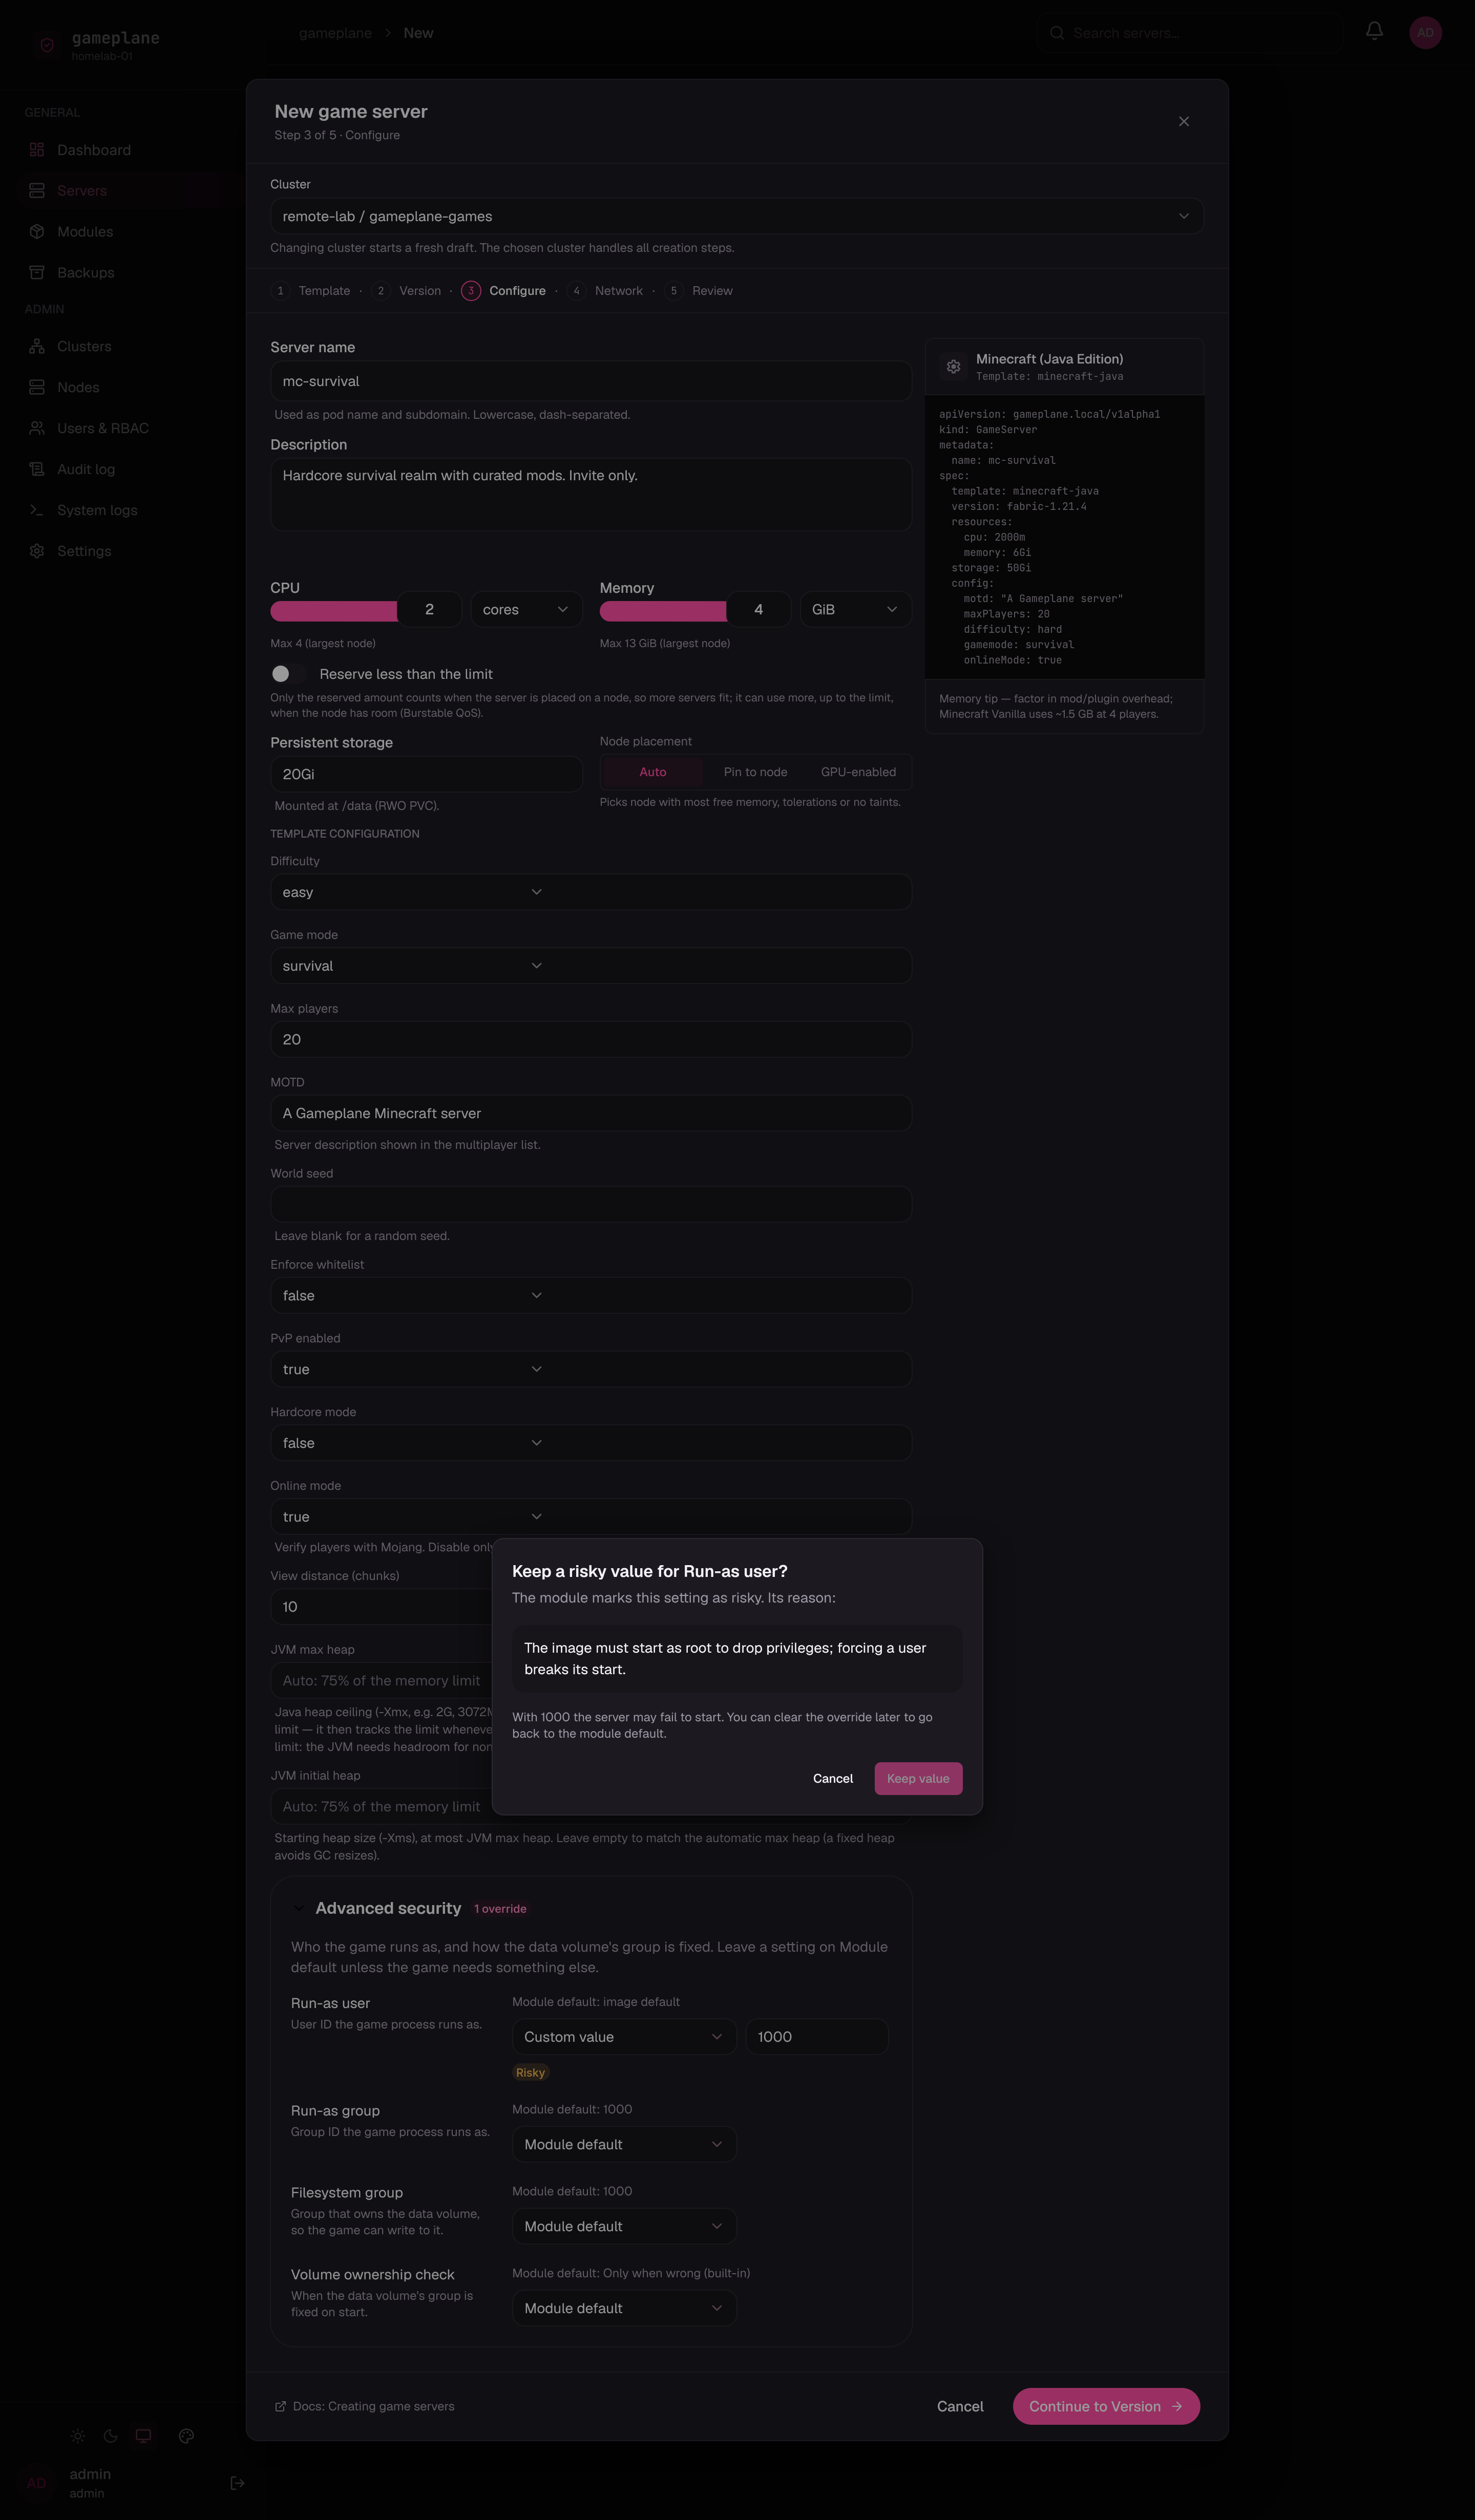 gameplane
homelab-01
gameplane > New
Search servers...
AD
GENERAL
Dashboard
Servers
Modules
Backups
ADMIN
Clusters
Nodes
Users & RBAC
Audit log
System logs
Settings
New game server
Step 3 of 5 · Configure
Cluster
remote-lab / gameplane-games
Changing cluster starts a fresh draft. The chosen cluster handles all creation steps.
1 Template · 2 Version · 3 Configure · 4 Network · 5 Review
Server name
mc-survival
Used as pod name and subdomain. Lowercase, dash-separated.
Description
Hardcore survival realm with curated mods. Invite only.
CPU
2
cores
Max 4 (largest node)
Memory
4
GiB
Max 13 GiB (largest node)
Reserve less than the limit
Only the reserved amount counts when the server is placed on a node, so more servers fit; it can use more, up to the limit,
when the node has room (Burstable QoS).
Persistent storage
20Gi
Mounted at /data (RWO PVC).
Node placement
Auto
Pin to node
GPU-enabled
Picks node with most free memory, tolerations or no taints.
TEMPLATE CONFIGURATION
Difficulty
easy
Game mode
survival
Max players
20
MOTD
A Gameplane Minecraft server
Server description shown in the multiplayer list.
World seed
Leave blank for a random seed.
Enforce whitelist
false
PvP enabled
true
Hardcore mode
false
Online mode
true
Verify players with Mojang. Disable only
View distance (chunks)
10
JVM max heap
Auto: 75% of the memory limit
Java heap ceiling (-Xmx, e.g. 2G, 3072M
limit — it then tracks the limit whenever
limit: the JVM needs headroom for non
JVM initial heap
Auto: 75% of the memory limit
Starting heap size (-Xms), at most JVM max heap. Leave empty to match the automatic max heap (a fixed heap
avoids GC resizes).
Minecraft (Java Edition)
Template: minecraft-java
apiVersion: gameplane.local/v1alpha1
kind: GameServer
metadata:
name: mc-survival
spec:
template: minecraft-java
version: fabric-1.21.4
resources:
cpu: 2000m
memory: 6Gi
storage: 50Gi
config:
motd: "A Gameplane server"
maxPlayers: 20
difficulty: hard
gamemode: survival
onlineMode: true
Memory tip — factor in mod/plugin overhead;
Minecraft Vanilla uses ~1.5 GB at 4 players.
Keep a risky value for Run-as user?
The module marks this setting as risky. Its reason:
The image must start as root to drop privileges; forcing a user
breaks its start.
With 1000 the server may fail to start. You can clear the override later to go
back to the module default.
Cancel
Keep value
Advanced security
1 override
Who the game runs as, and how the data volume's group is fixed. Leave a setting on Module
default unless the game needs something else.
Run-as user
User ID the game process runs as.
Module default: image default
Custom value
1000
Risky
Run-as group
Group ID the game process runs as.
Module default: 1000
Module default
Filesystem group
Group that owns the data volume,
so the game can write to it.
Module default: 1000
Module default
Volume ownership check
When the data volume's group is
fixed on start.
Module default: Only when wrong (built-in)
Module default
Docs: Creating game servers
Cancel
Continue to Version
AD
admin
admin